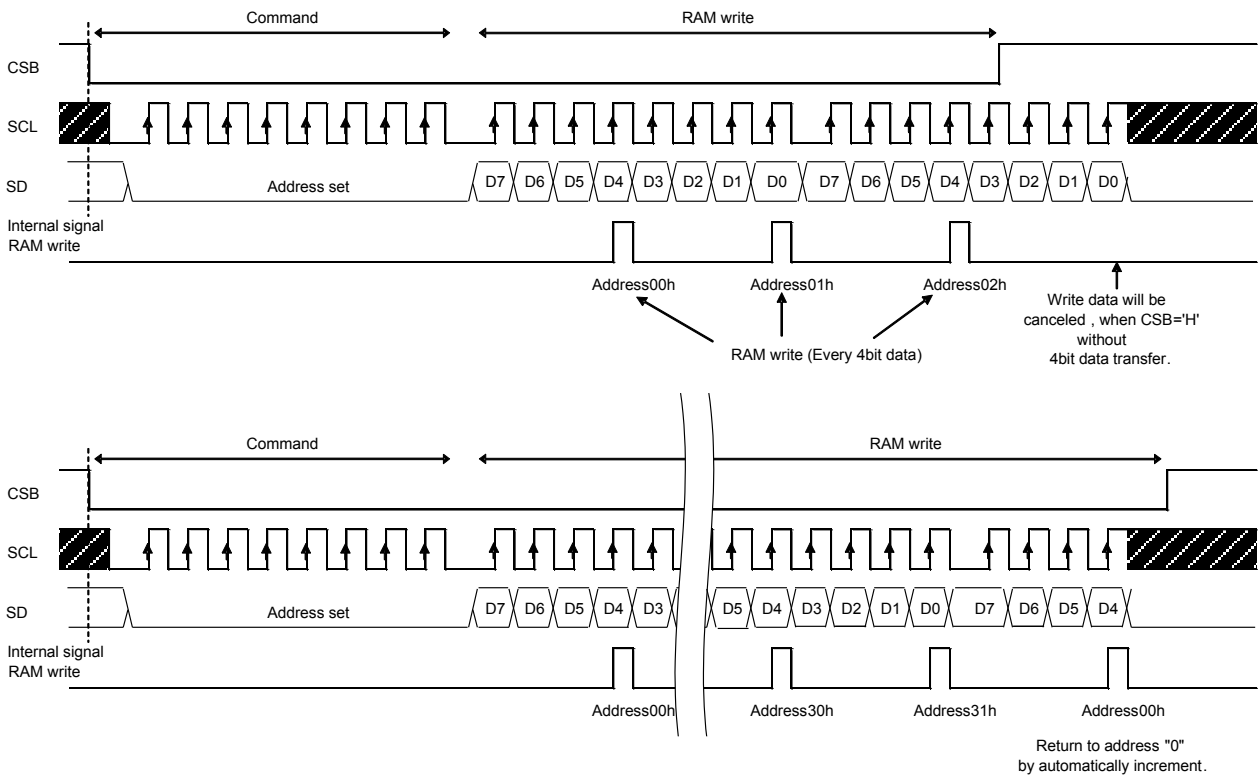 Command RAM write
CSB
SCL
SD Address set D7 D6 D5 D4 D3 D2 D1 D0 D7 D6 D5 D4 D3 D2 D1 D0
Internal signal
RAM write
Address00h Address01h Address02h
RAM write (Every 4bit data)
Write data will be
canceled , when CSB='H'
without
4bit data transfer.
Command RAM write
CSB
SCL
SD Address set D7 D6 D5 D4 D3 D5 D4 D3 D2 D1 D0 D7 D6 D5 D4
Internal signal
RAM write
Address00h Address30h Address31h Address00h
Return to address "0"
by automatically increment.